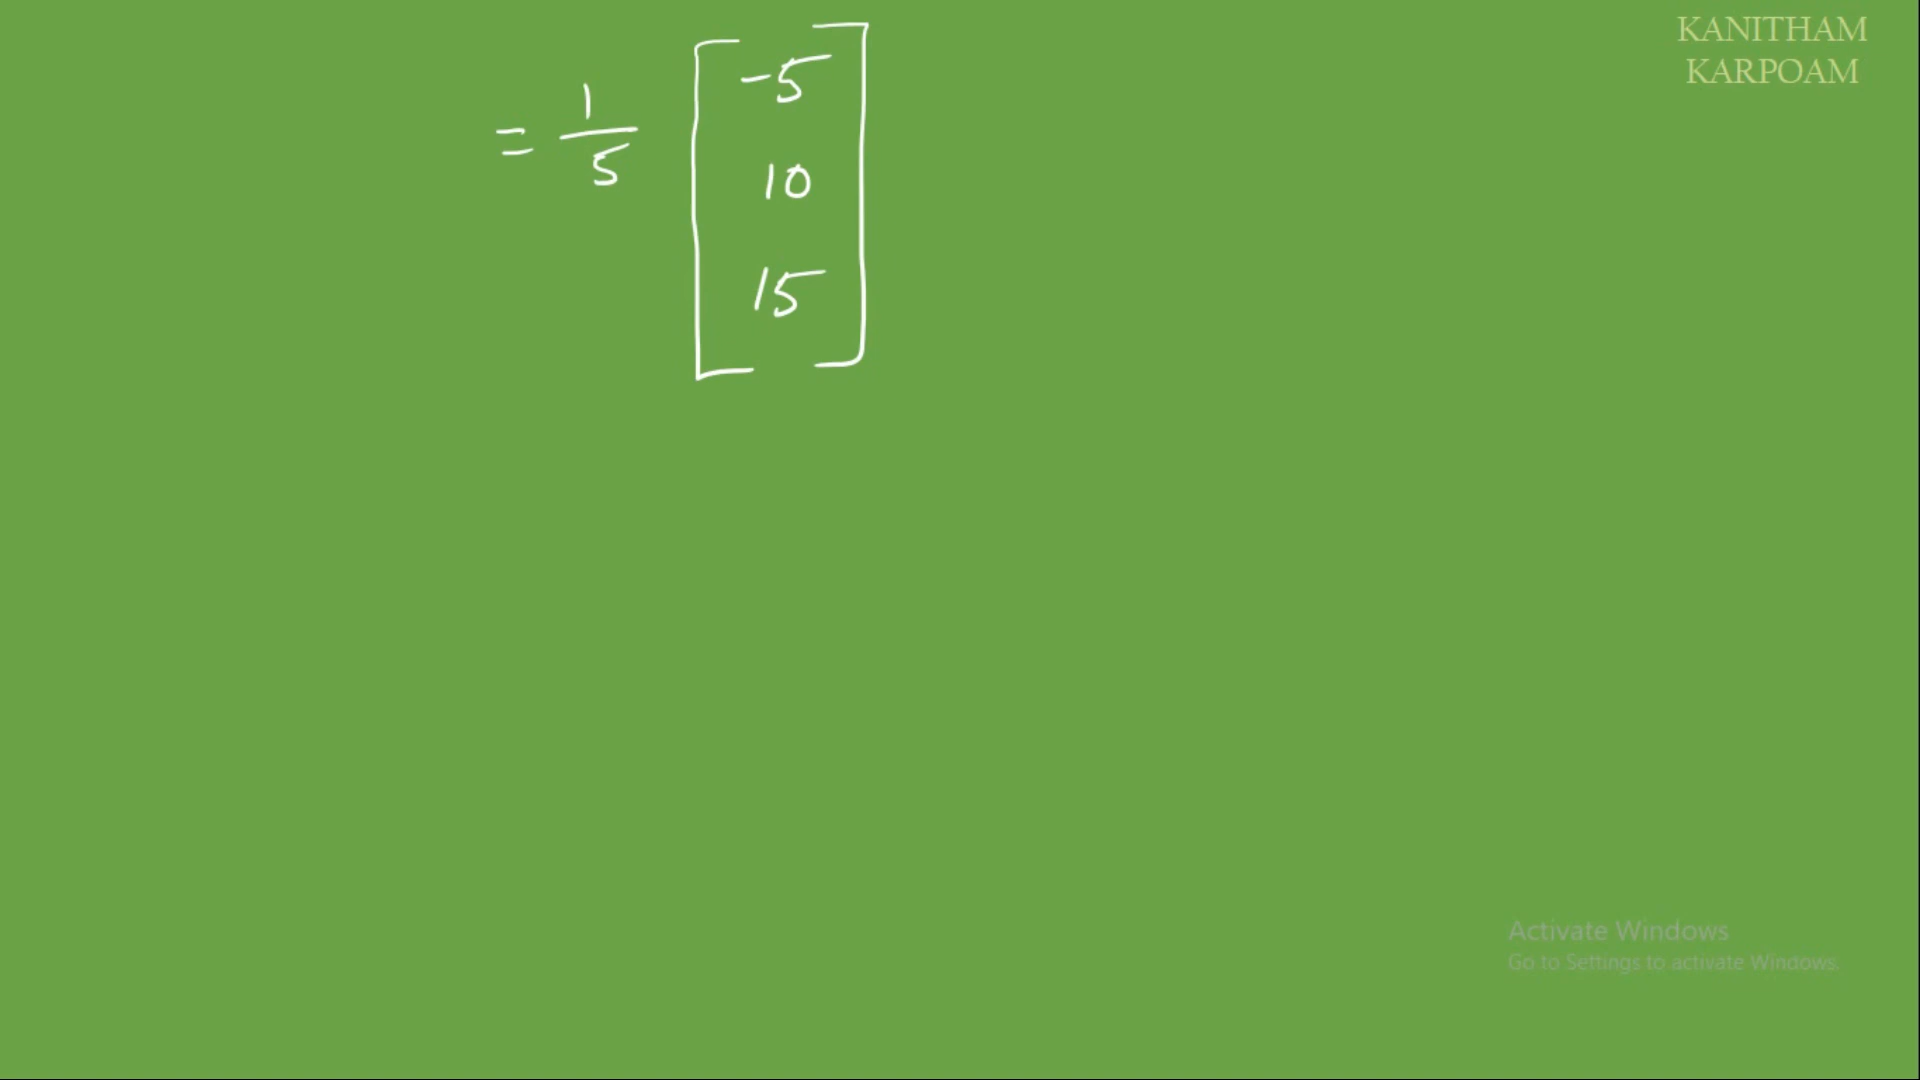 KANITHAM
KARPOAM
-5
= 1/5
10
15
Activate Windows
Go to Settings to activate Windows.